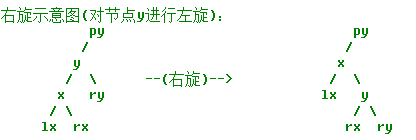 右旋示意图(对节点y进行左旋):
py py
/ /
y x
/ \ --(右旋)--> / \
x ry lx y
/ \ / \
lx rx rx ry